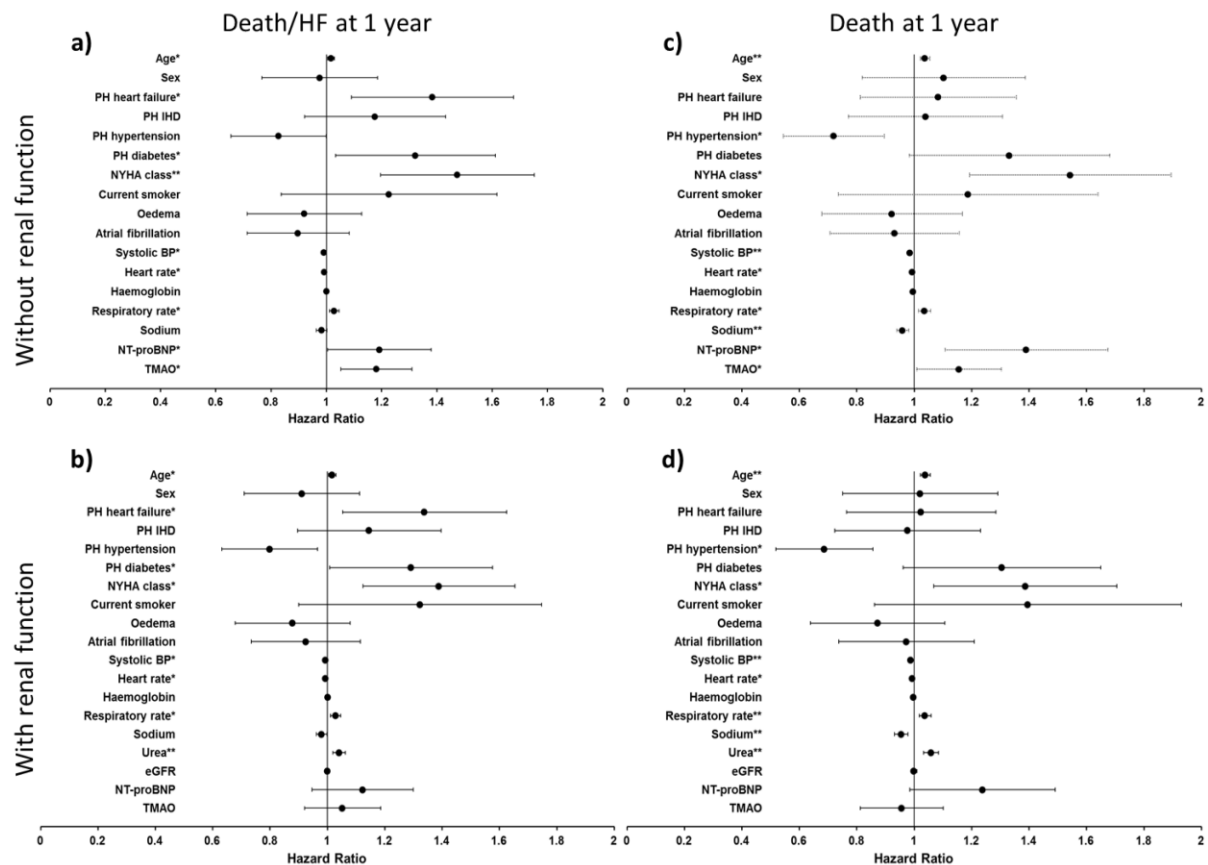 Death/HF at 1 year
Without renal function
a)
Age*
Sex
PH heart failure*
PH IHD
PH hypertension
PH diabetes*
NYHA class**
Current smoker
Oedema
Atrial fibrillation
Systolic BP*
Heart rate*
Haemoglobin
Respiratory rate*
Sodium
NT-proBNP*
TMAO*
0 0.2 0.4 0.6 0.8 1 1.2 1.4 1.6 1.8 2
Hazard Ratio
Death at 1 year
c)
Age**
Sex
PH heart failure
PH IHD
PH hypertension*
PH diabetes
NYHA class*
Current smoker
Oedema
Atrial fibrillation
Systolic BP**
Heart rate*
Haemoglobin
Respiratory rate*
Sodium**
NT-proBNP*
TMAO*
0 0.2 0.4 0.6 0.8 1 1.2 1.4 1.6 1.8 2
Hazard Ratio
With renal function
b)
Age*
Sex
PH heart failure*
PH IHD
PH hypertension
PH diabetes*
NYHA class*
Current smoker
Oedema
Atrial fibrillation
Systolic BP*
Heart rate*
Haemoglobin
Respiratory rate*
Sodium
Urea**
eGFR
NT-proBNP
TMAO
0 0.2 0.4 0.6 0.8 1 1.2 1.4 1.6 1.8 2
Hazard Ratio
d)
Age**
Sex
PH heart failure
PH IHD
PH hypertension*
PH diabetes
NYHA class*
Current smoker
Oedema
Atrial fibrillation
Systolic BP**
Heart rate*
Haemoglobin
Respiratory rate**
Sodium**
Urea**
eGFR
NT-proBNP
TMAO
0 0.2 0.4 0.6 0.8 1 1.2 1.4 1.6 1.8 2
Hazard Ratio